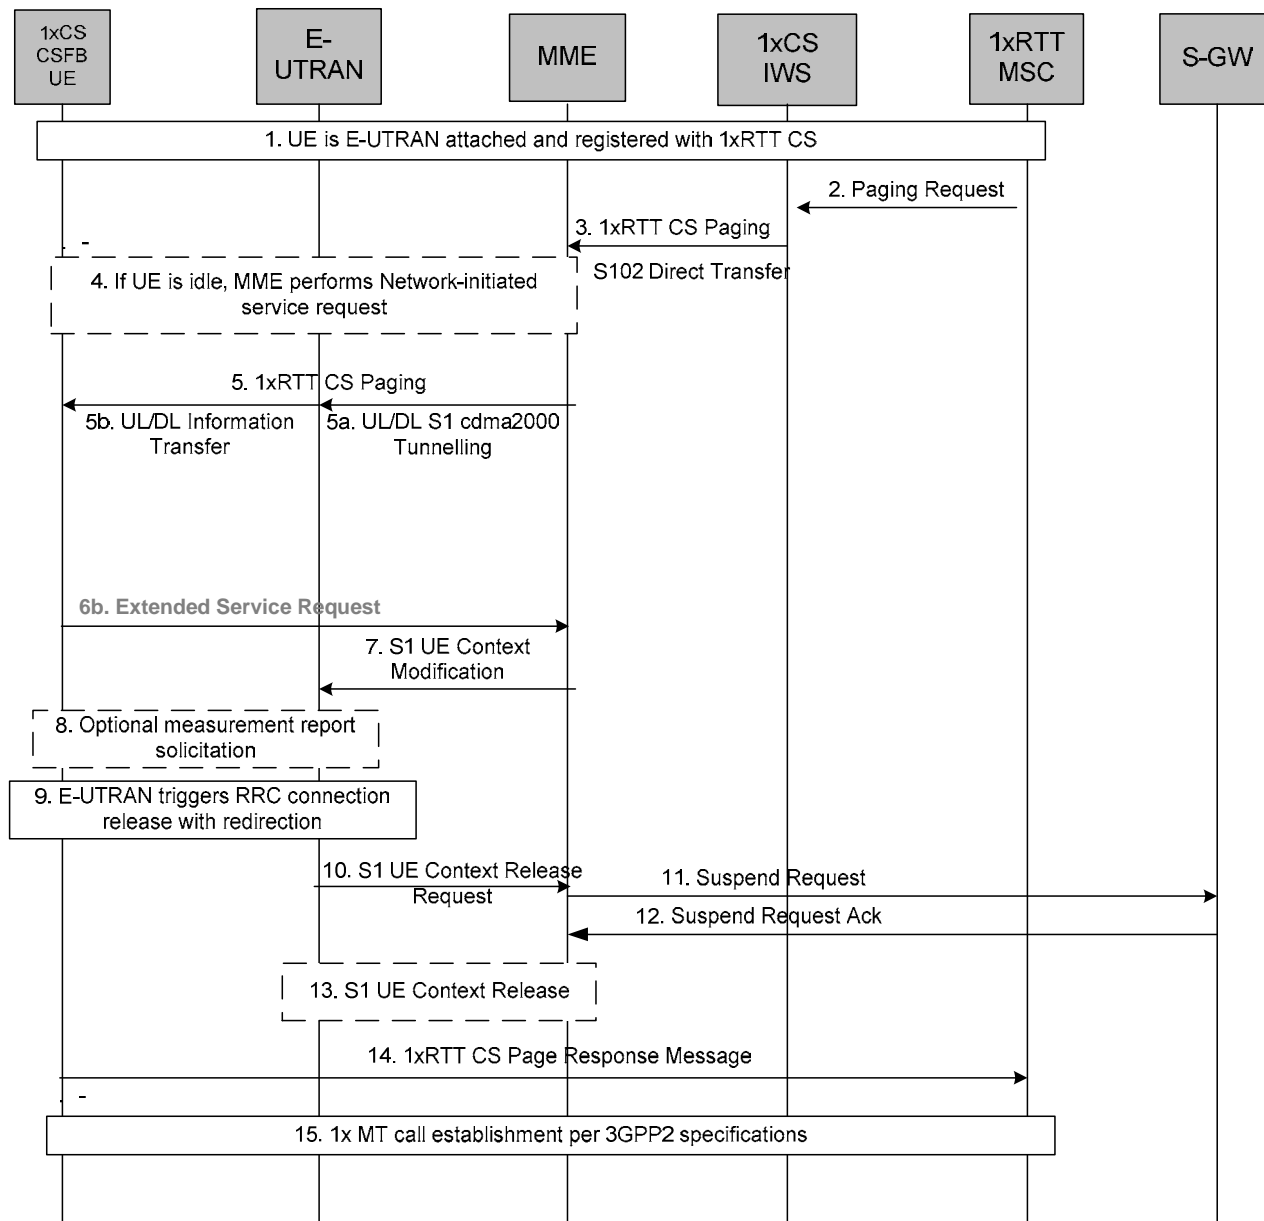 1xCS
CSFB
UE
E-
UTRAN
MME
1xCS
IWS
1xRTT
MSC
S-GW
1. UE is E-UTRAN attached and registered with 1xRTT CS
2. Paging Request
3. 1xRTT CS Paging
S102 Direct Transfer
4. If UE is idle, MME performs Network-initiated
service request
5. 1xRTT CS Paging
5b. UL/DL Information
Transfer
5a. UL/DL S1 cdma2000
Tunnelling
6b. Extended Service Request
7. S1 UE Context
Modification
8. Optional measurement report
solicitation
9. E-UTRAN triggers RRC connection
release with redirection
10. S1 UE Context Release
Request
11. Suspend Request
12. Suspend Request Ack
13. S1 UE Context Release
14. 1xRTT CS Page Response Message
15. 1x MT call establishment per 3GPP2 specifications